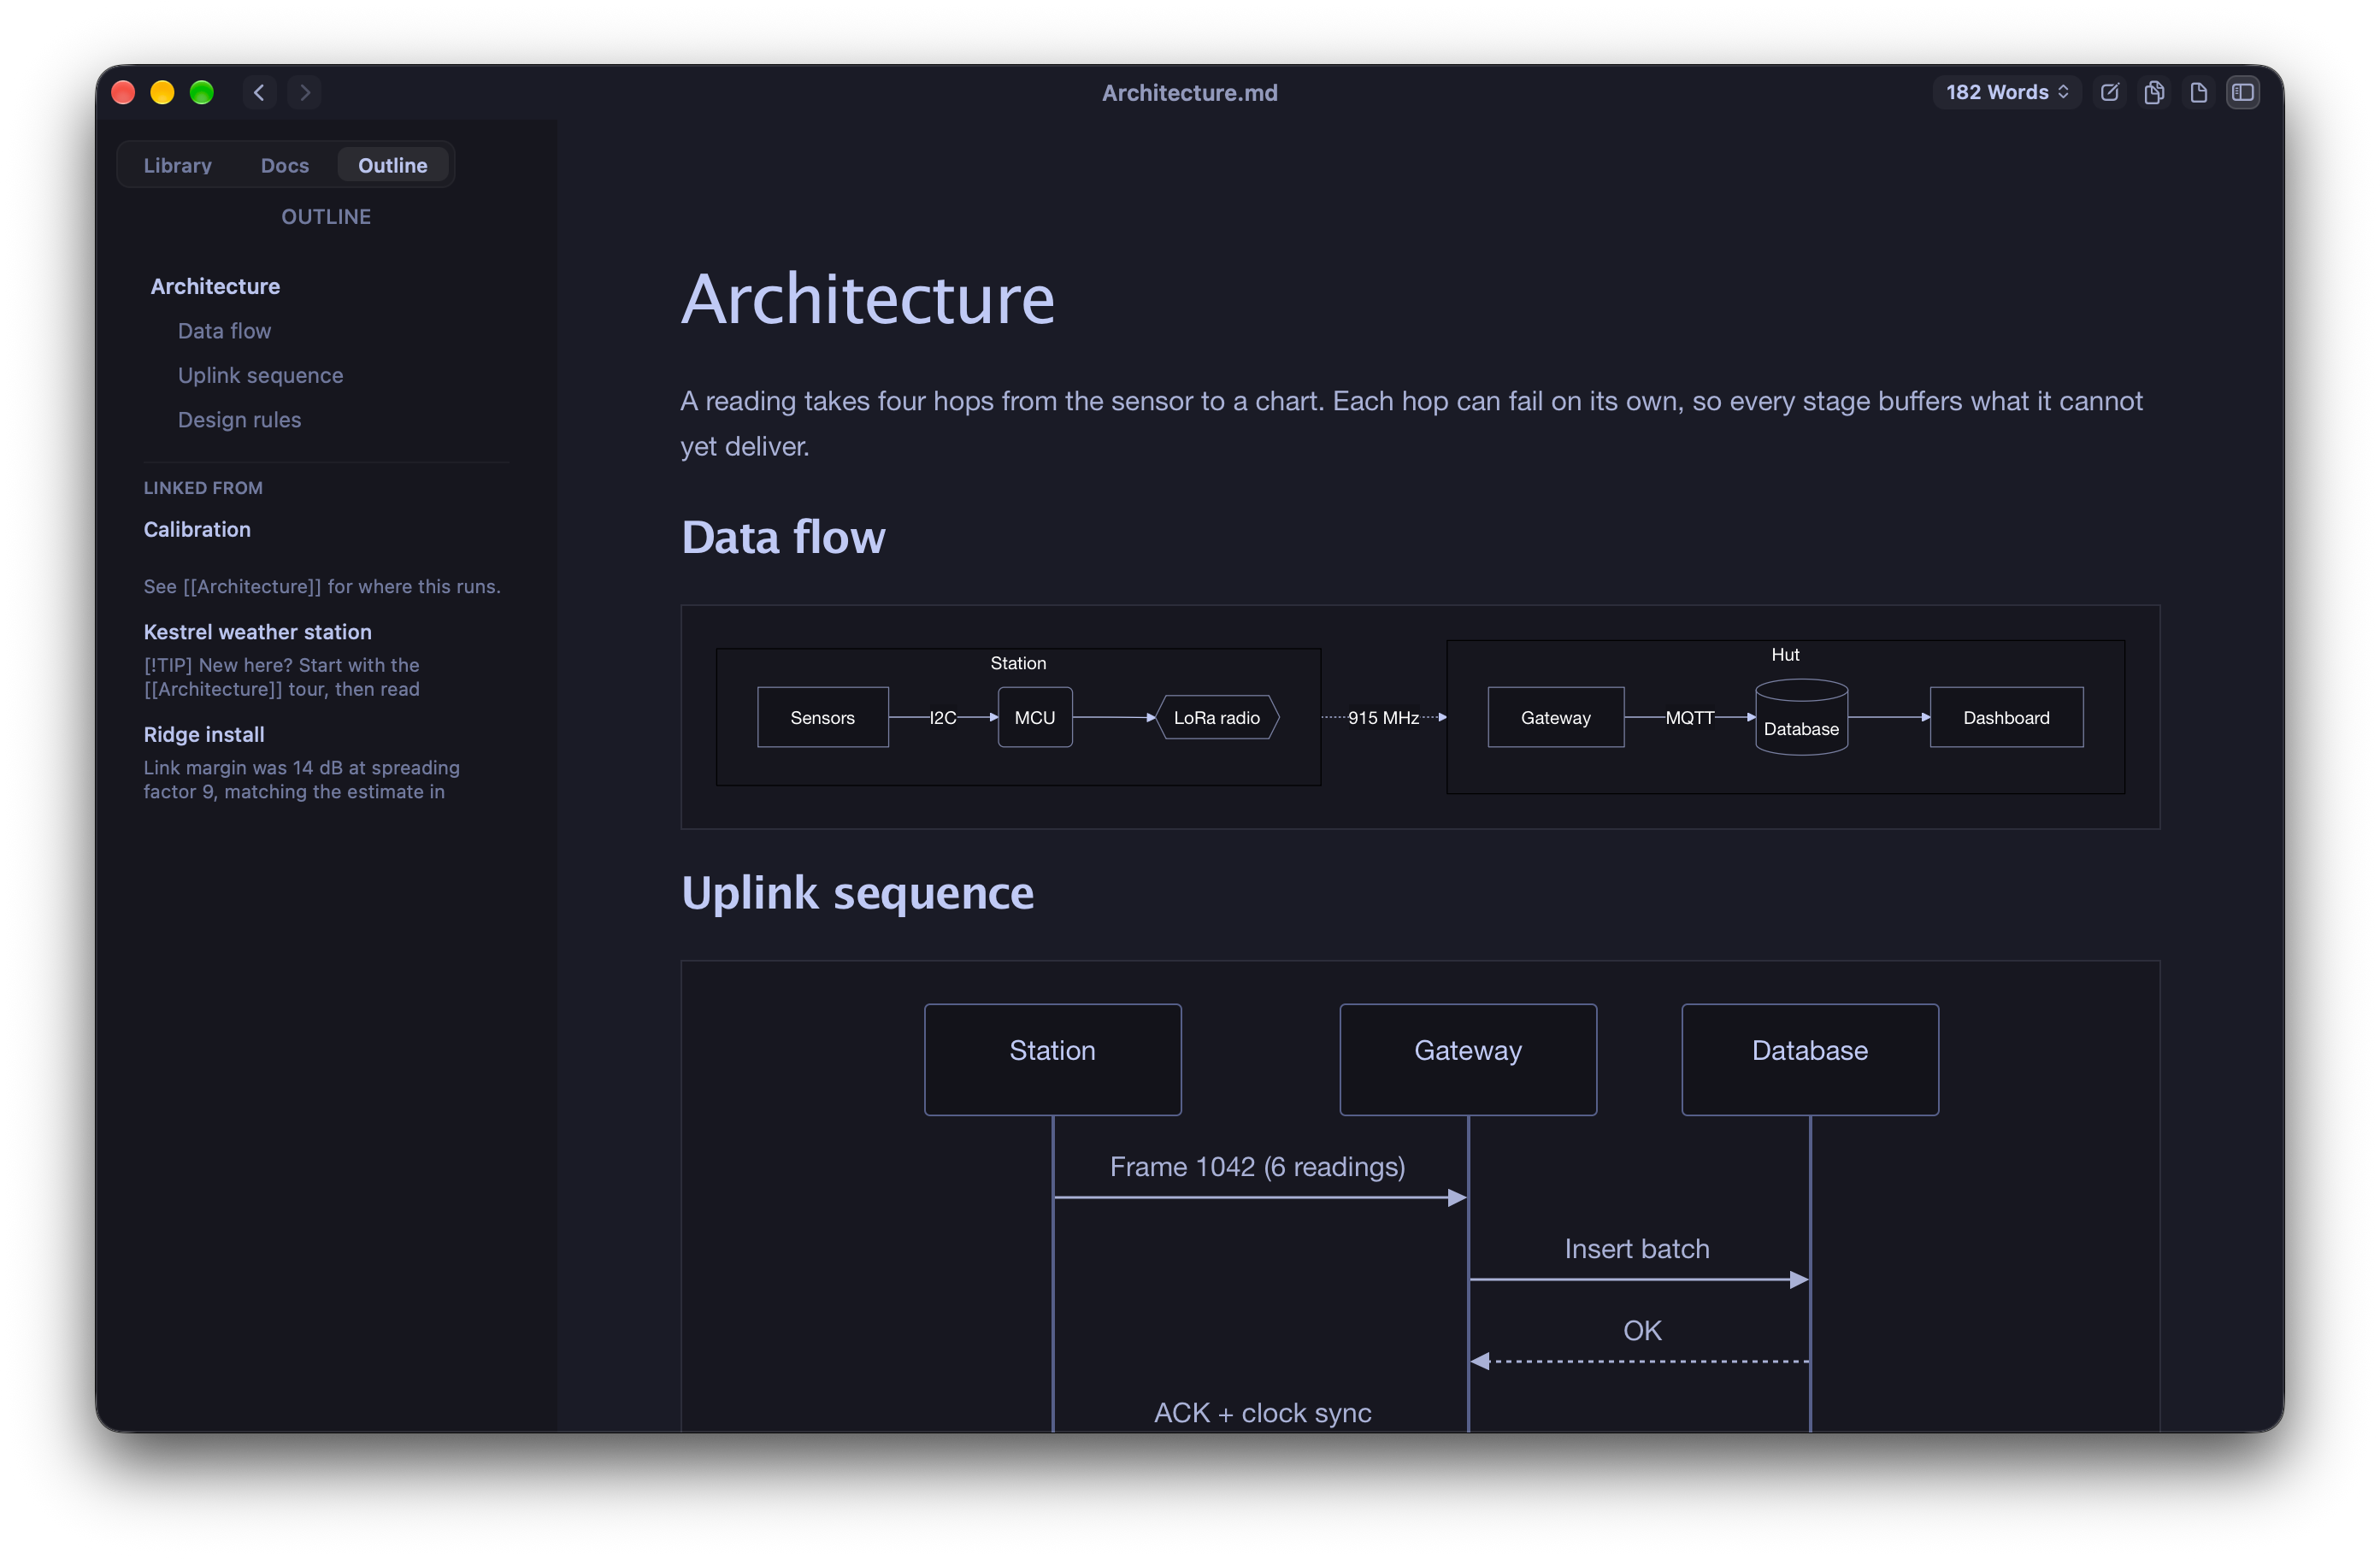 Architecture.md
182 Words
Library
Docs
Outline
OUTLINE
Architecture
Data flow
Uplink sequence
Design rules
LINKED FROM
Calibration
See [[Architecture]] for where this runs.
Kestrel weather station
[!TIP] New here? Start with the
[[Architecture]] tour, then read
Ridge install
Link margin was 14 dB at spreading
factor 9, matching the estimate in
Architecture
A reading takes four hops from the sensor to a chart. Each hop can fail on its own, so every stage buffers what it cannot
yet deliver.
Data flow
Station
Sensors
I2C
MCU
LoRa radio
915 MHz
Hut
Gateway
MQTT
Database
Dashboard
Uplink sequence
Station
Gateway
Database
Frame 1042 (6 readings)
Insert batch
OK
ACK + clock sync